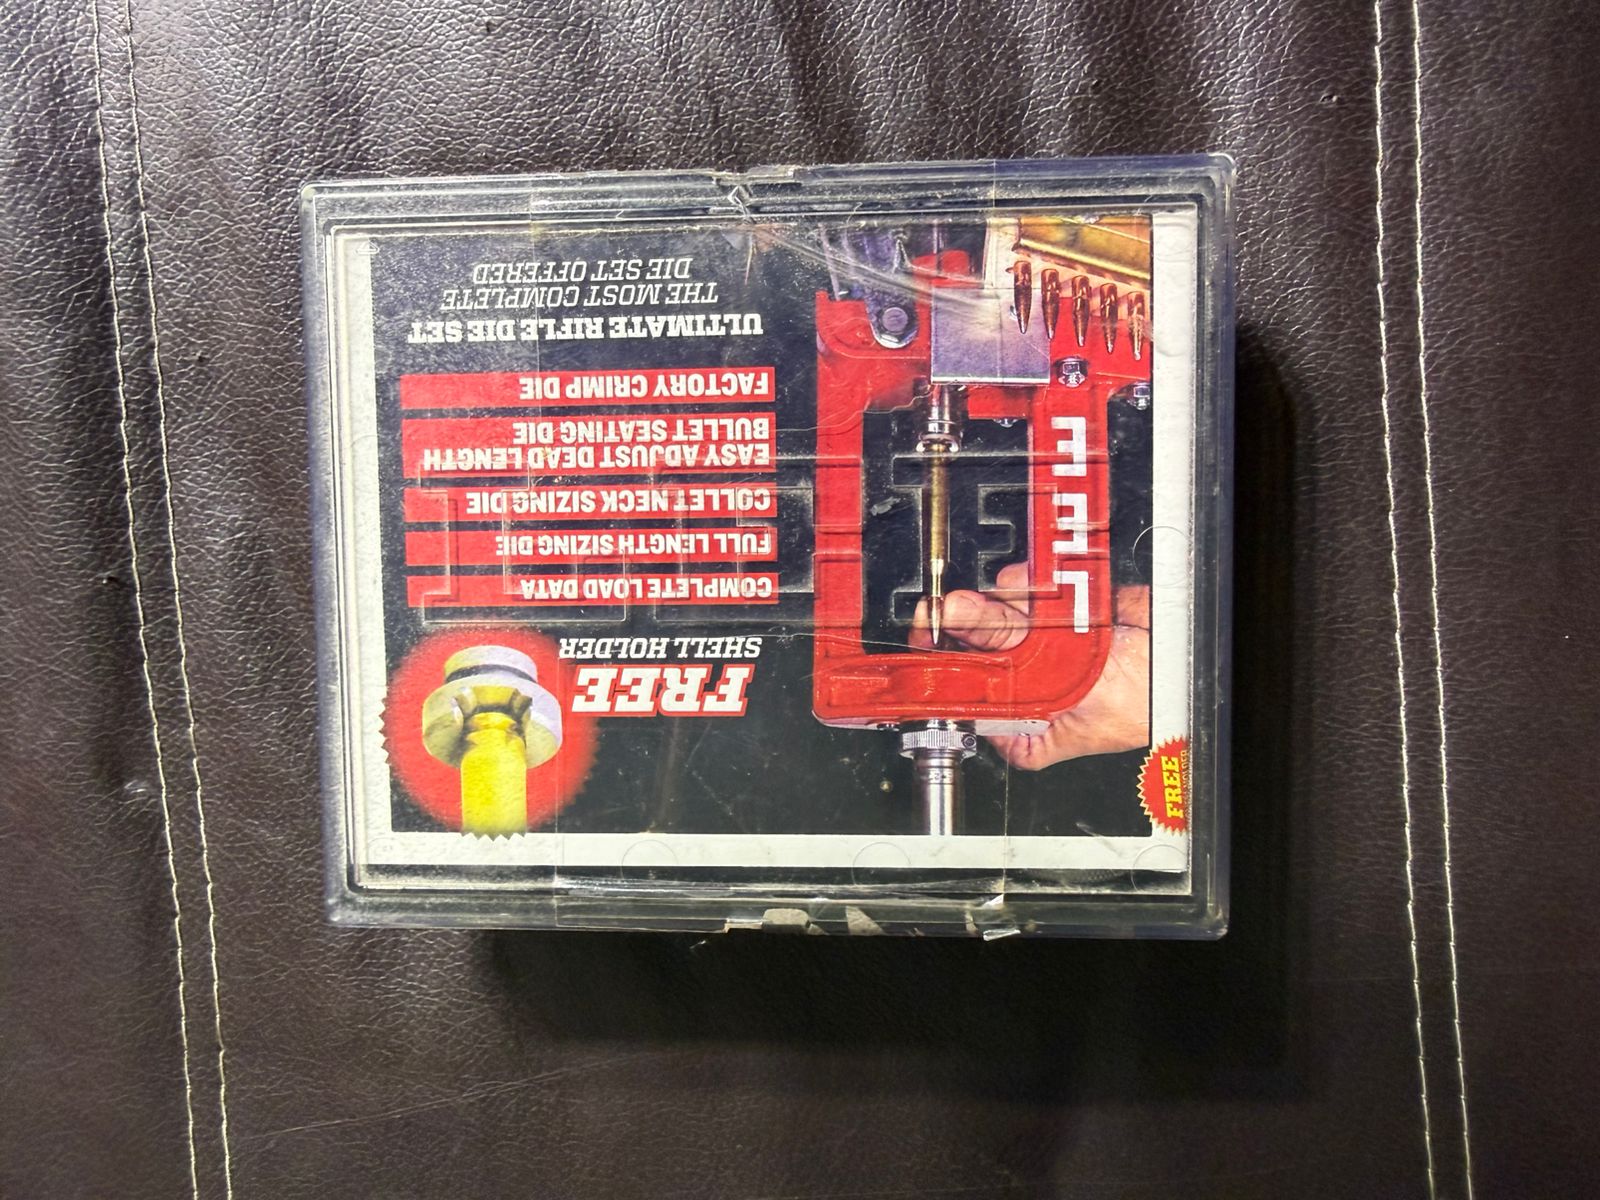 FREE
SHELL HOLDER
COMPLETE LOAD DATA
FULL LENGTH SIZING DIE
COLLET NECK SIZING DIE
EASY ADJUST DEAD LENGTH
BULLET SEATING DIE
FACTORY CRIMP DIE
ULTIMATE RIFLE DIE SET
THE MOST COMPLETE
DIE SET OFFERED
LEE
LEE
FREE